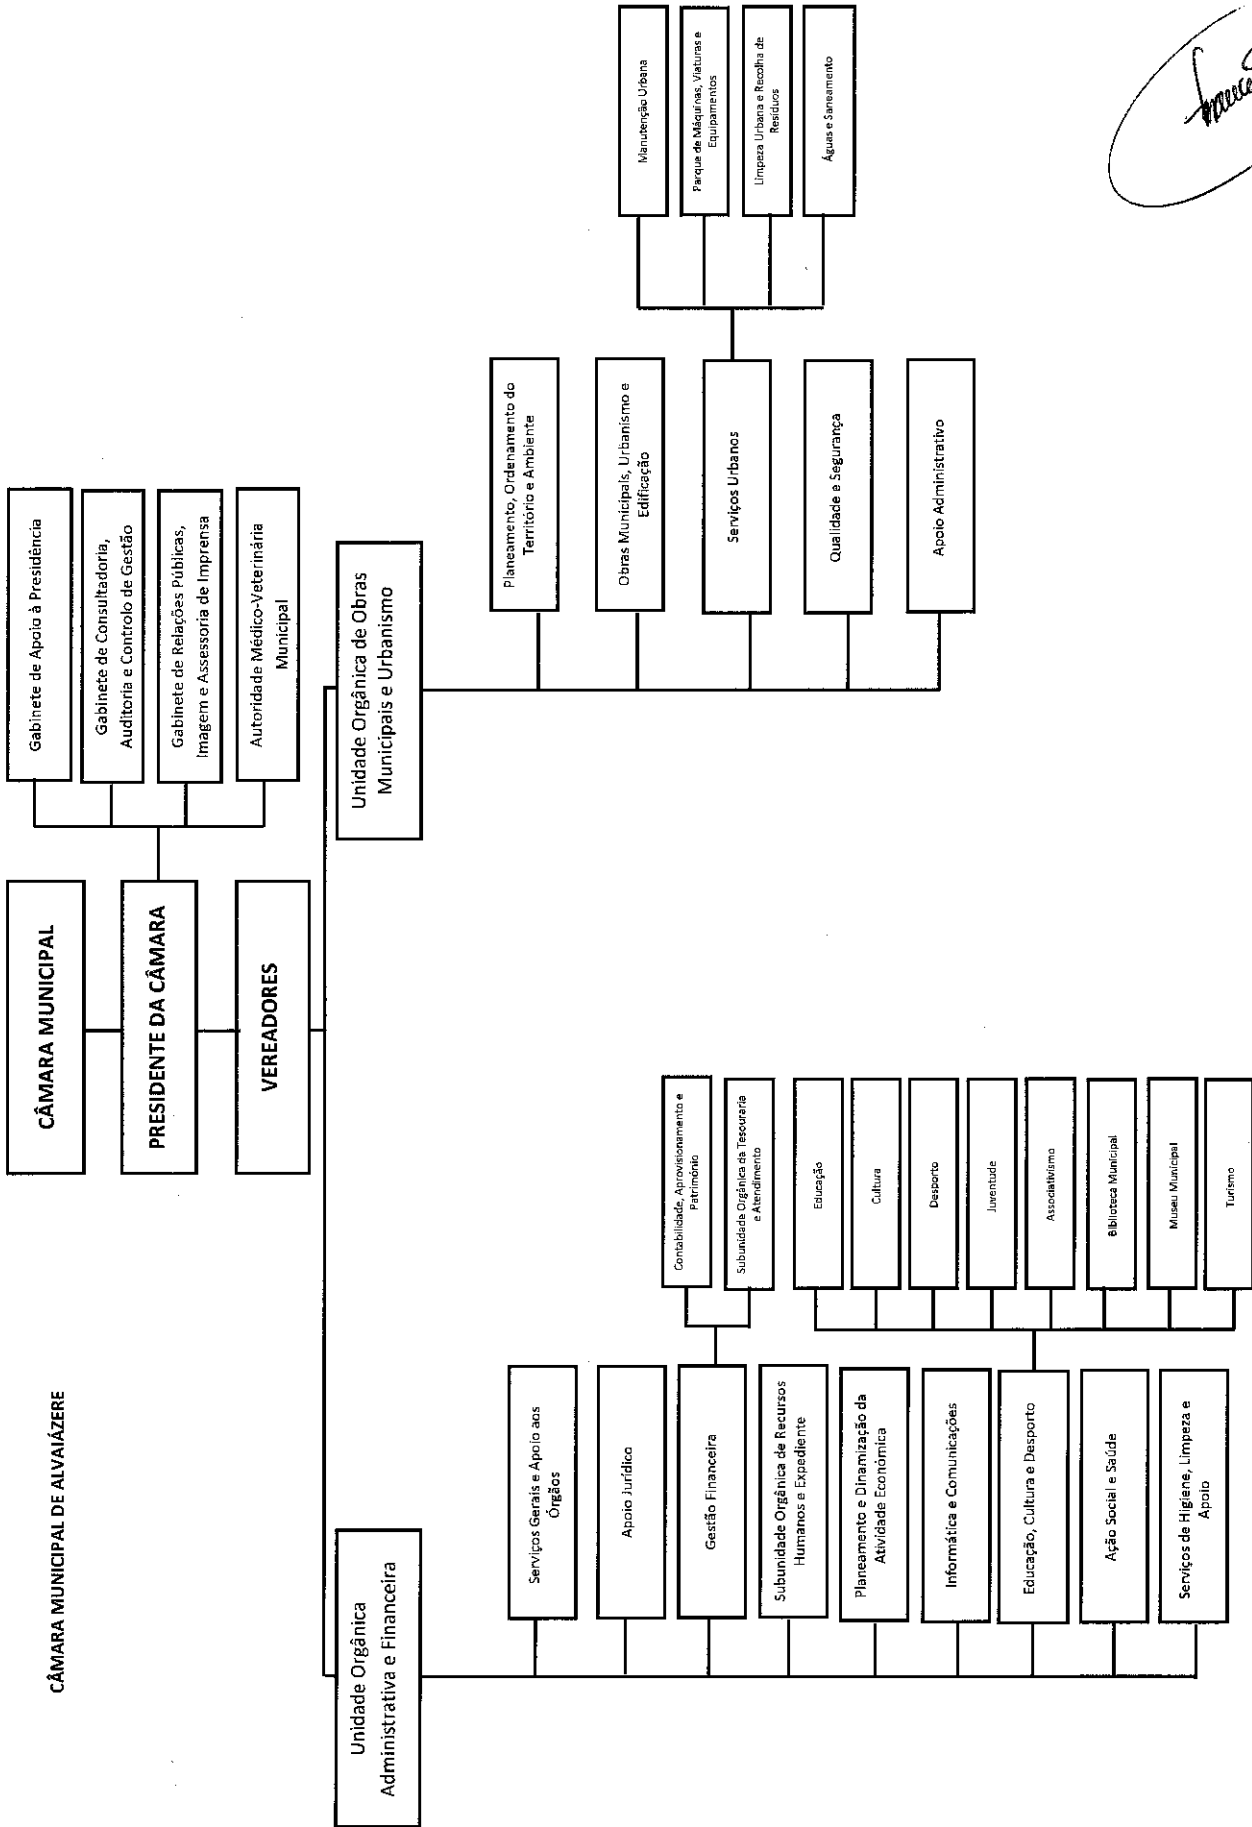 CÂMARA MUNICIPAL DE ALVAIÁZERE
CÂMARA MUNICIPAL
PRESIDENTE DA CÂMARA
VEREADORES
Gabinete de Apoio à Presidência
Gabinete de Consultadoria,
Auditoria e Controlo de Gestão
Gabinete de Relações Públicas,
Imagem e Assessoria de Imprensa
Autoridade Médico-Veterinária
Municipal
Unidade Orgânica
Administrativa e Financeira
Unidade Orgânica de Obras
Municipais e Urbanismo
Serviços Gerais e Apoio aos
Órgãos
Apoio Jurídico
Gestão Financeira
Subunidade Orgânica de Recursos
Humanos e Expediente
Planeamento e Dinamização da
Atividade Económica
Informática e Comunicações
Educação, Cultura e Desporto
Ação Social e Saúde
Serviços de Higiene, Limpeza e
Apoio
Contabilidade, Aprovisionamento e
Património
Subunidade Orgânica da Tesouraria
e Atendimento
Educação
Cultura
Desporto
Juventude
Associativismo
Biblioteca Municipal
Museu Municipal
Turismo
Planeamento, Ordenamento do
Território e Ambiente
Obras Municipais, Urbanismo e
Edificação
Serviços Urbanos
Qualidade e Segurança
Apoio Administrativo
Manutenção Urbana
Parque de Máquinas, Viaturas e
Equipamentos
Limpeza Urbana e Recolha de
Resíduos
Águas e Saneamento